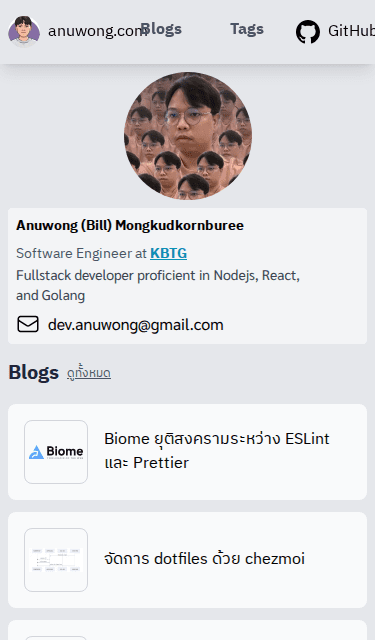 anuwong.com
Blogs
Tags
GitHub
Anuwong (Bill) Mongkudkornburee
Software Engineer at KBTG
Fullstack developer proficient in Nodejs, React,
and Golang
dev.anuwong@gmail.com
Blogs ดูทั้งหมด
Biome
Biome ยุติสงครามระหว่าง ESLint
และ Prettier
จัดการ dotfiles ด้วย chezmoi